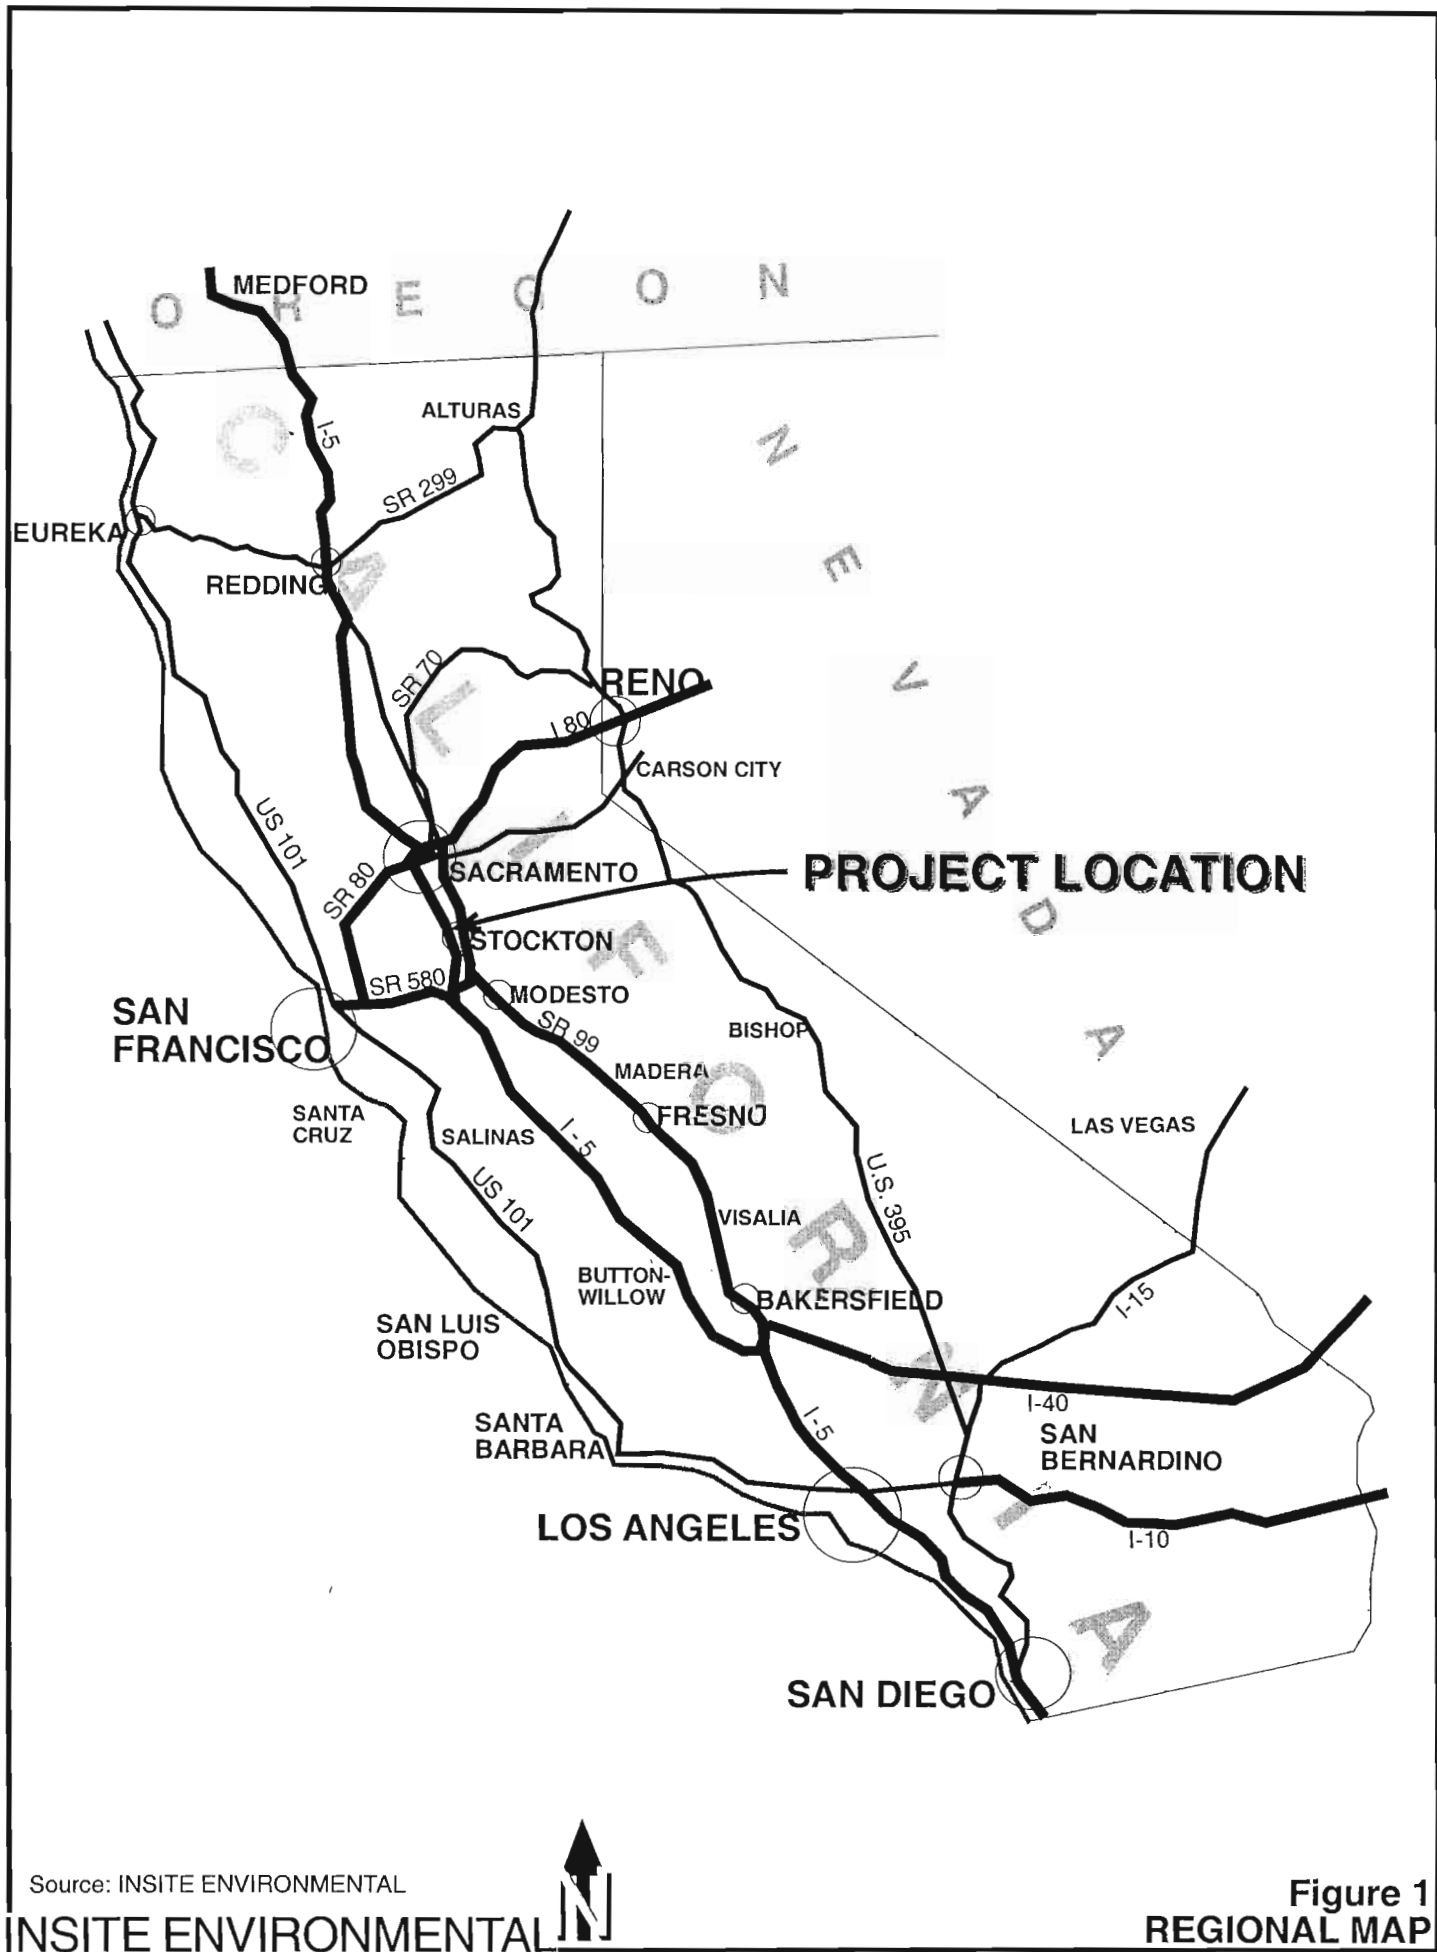 MEDFORD
OREGON
ALTURAS
I-5
SR 299
EUREKA
REDDING
NEVADA
CALIFORNIA
SR 70
RENO
I 80
CARSON CITY
US 101
SR 80
SACRAMENTO
PROJECT LOCATION
STOCKTON
SR 580
MODESTO
SAN
FRANCISCO
SR 99
BISHOP
MADERA
FRESNO
SANTA
CRUZ
SALINAS
I - 5
LAS VEGAS
US 101
U.S. 395
VISALIA
BUTTON-
WILLOW
BAKERSFIELD
I-15
SAN LUIS
OBISPO
I-40
I-5
SANTA
BARBARA
SAN
BERNARDINO
LOS ANGELES
I-10
SAN DIEGO
Source: INSITE ENVIRONMENTAL
INSITE ENVIRONMENTAL
N
Figure 1
REGIONAL MAP